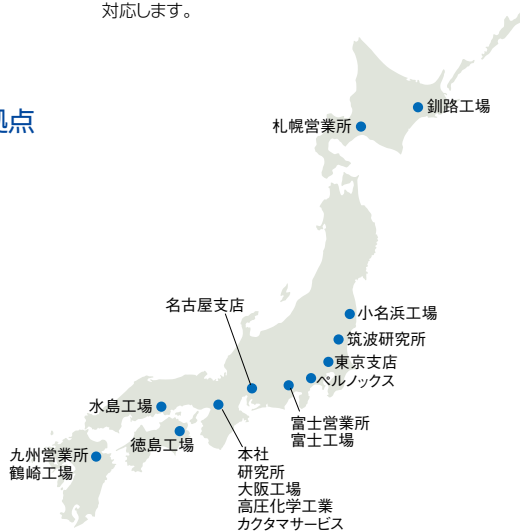 対応します。
拠点
釧路工場
札幌営業所
名古屋支店
小名浜工場
筑波研究所
東京支店
ペルノックス
水島工場
富士営業所
富士工場
徳島工場
九州営業所
鶴崎工場
本社
研究所
大阪工場
高圧化学工業
カクタマサービス